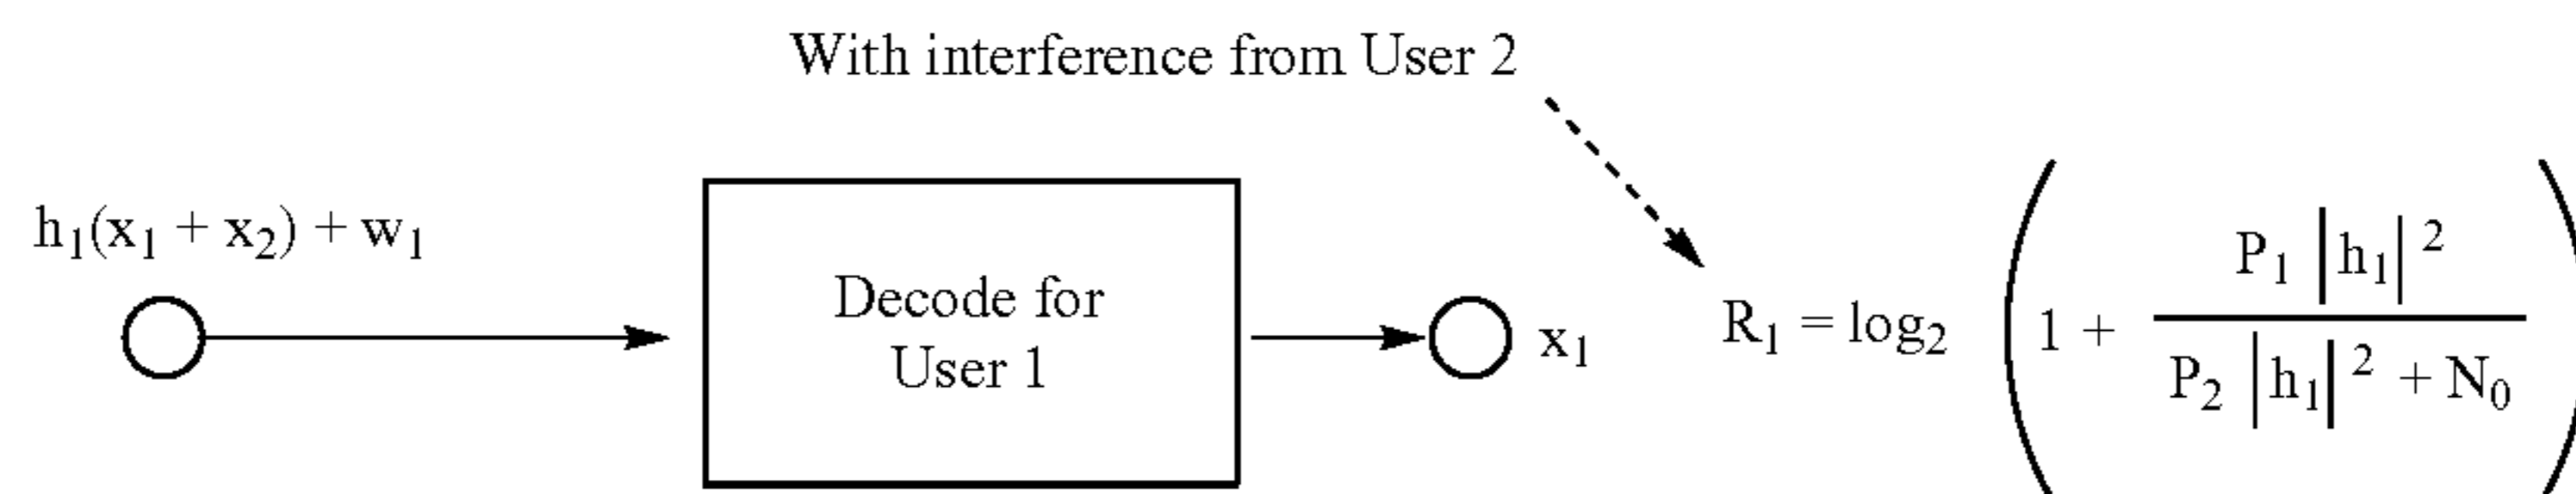 With interference from User 2
h₁(x₁ + x₂) + w₁
Decode for
User 1
x₁
R₁ = log₂ ( 1 + P₁ |h₁|² / P₂ |h₁|² + N₀ )